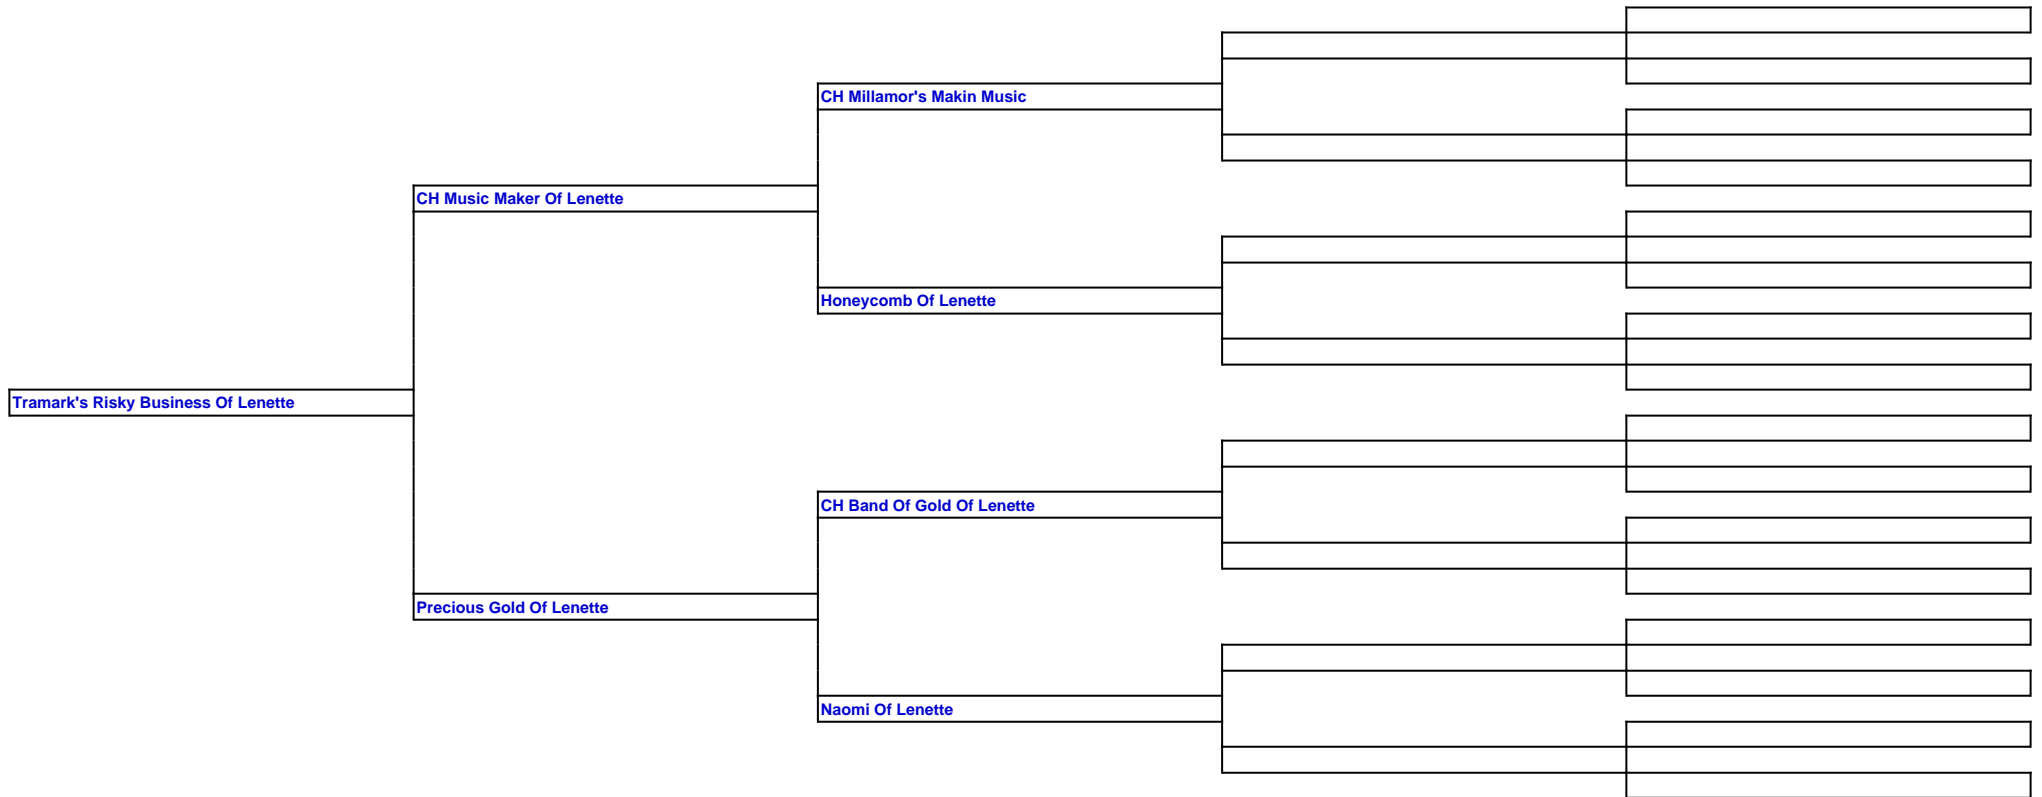 CH Millamor's Makin Music
CH Music Maker Of Lenette
Honeycomb Of Lenette
Tramark's Risky Business Of Lenette
CH Band Of Gold Of Lenette
Precious Gold Of Lenette
Naomi Of Lenette